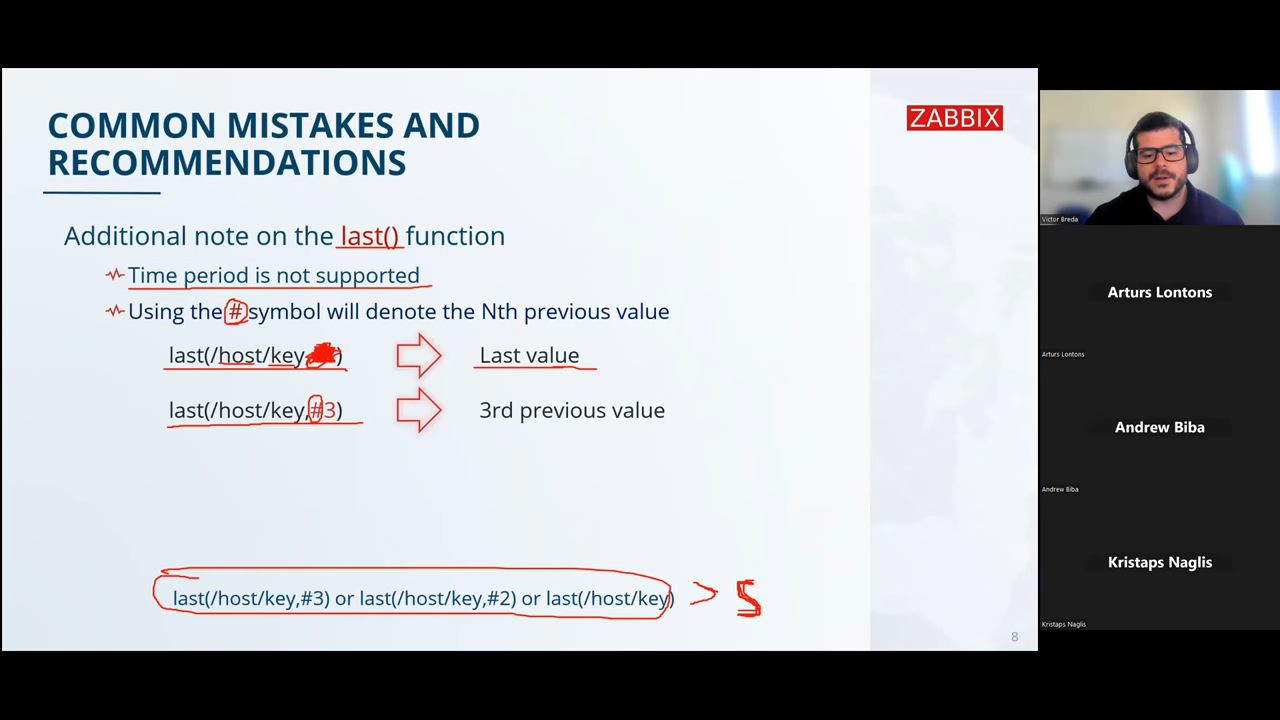 COMMON MISTAKES AND
RECOMMENDATIONS
ZABBIX
Additional note on the last() function
Time period is not supported
Using the # symbol will denote the Nth previous value
last(/host/key )
Last value
last(/host/key,#3)
3rd previous value
last(/host/key,#3) or last(/host/key,#2) or last(/host/key) > 5
8
Victor Breda
Arturs Lontons
Arturs Lontons
Andrew Biba
Andrew Biba
Kristaps Naglis
Kristaps Naglis